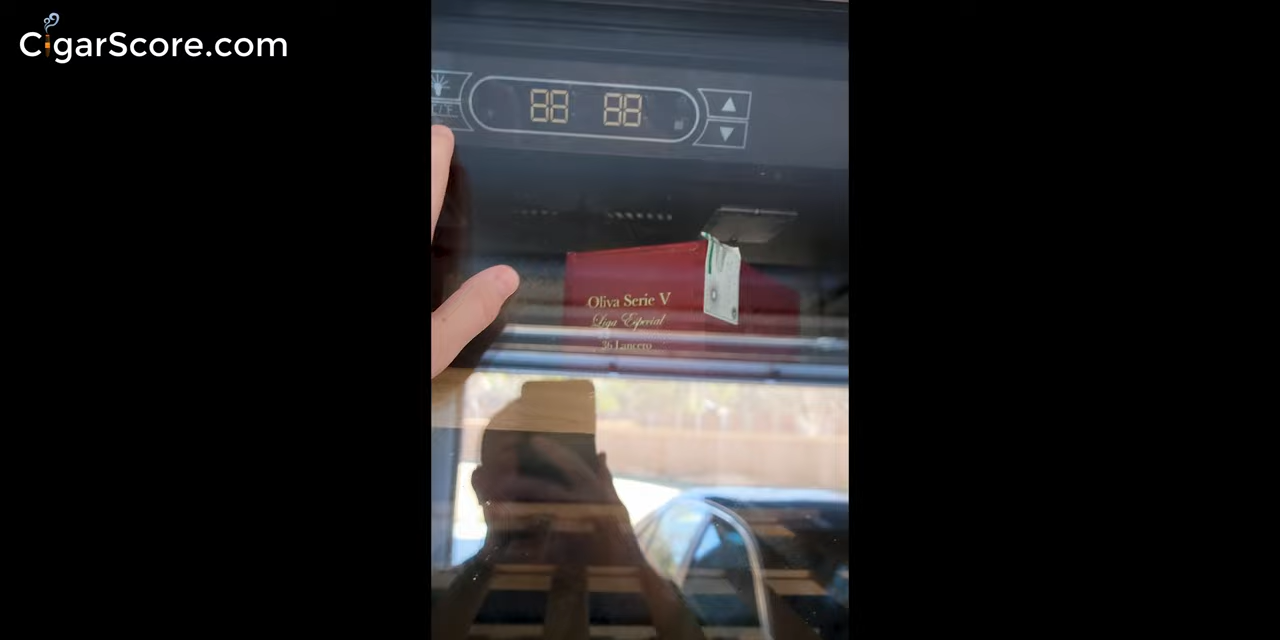 CigarScore.com
88 88
°C/°F
Oliva Serie V
Liga Especial
36 Lancero